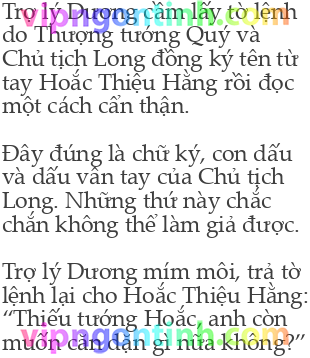 Trợ lý Dương cầm lấy tờ lệnh
do Thượng tướng Quý và
Chủ tịch Long đồng ký tên từ
tay Hoắc Thiệu Hằng rồi đọc
một cách cẩn thận.
Đây đúng là chữ ký, con dấu
và dấu vân tay của Chủ tịch
Long. Những thứ này chắc
chắn không thể làm giả được.
Trợ lý Dương mím môi, trả tờ
lệnh lại cho Hoắc Thiệu Hằng:
“Thiếu tướng Hoắc, anh còn
muốn căn dặn gì nữa không?”
vipngontinh.com
vipngontinh.com